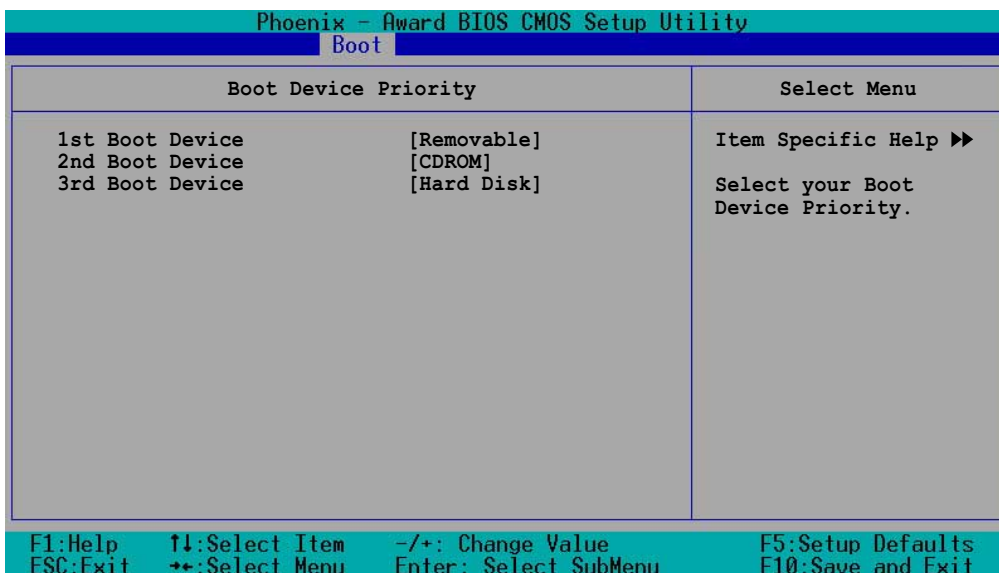 Phoenix - Award BIOS CMOS Setup Utility
Boot
Boot Device Priority
Select Menu
1st Boot Device [Removable]
2nd Boot Device [CDROM]
3rd Boot Device [Hard Disk]
Item Specific Help ▶▶
Select your Boot
Device Priority.
F1:Help ↑↓:Select Item -/+: Change Value F5:Setup Defaults
ESC:Exit →←:Select Menu Enter: Select SubMenu F10:Save and Exit